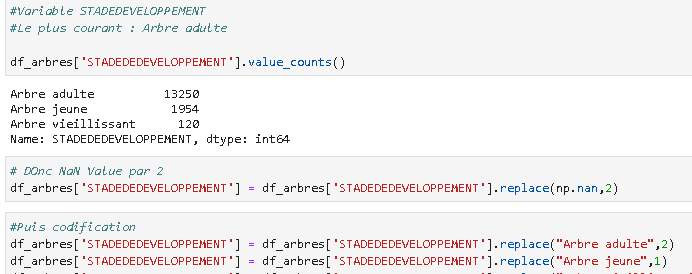 #Variable STADEDEVELOPPEMENT
#Le plus courant : Arbre adulte
df_arbres['STADEDEDEVELOPPEMENT'].value_counts()
Arbre adulte 13250
Arbre jeune 1954
Arbre vieillissant 120
Name: STADEDEDEVELOPPEMENT, dtype: int64
# DOnc NaN Value par 2
df_arbres['STADEDEDEVELOPPEMENT'] = df_arbres['STADEDEDEVELOPPEMENT'].replace(np.nan,2)
#Puis codification
df_arbres['STADEDEDEVELOPPEMENT'] = df_arbres['STADEDEDEVELOPPEMENT'].replace("Arbre adulte",2)
df_arbres['STADEDEDEVELOPPEMENT'] = df_arbres['STADEDEDEVELOPPEMENT'].replace("Arbre jeune",1)